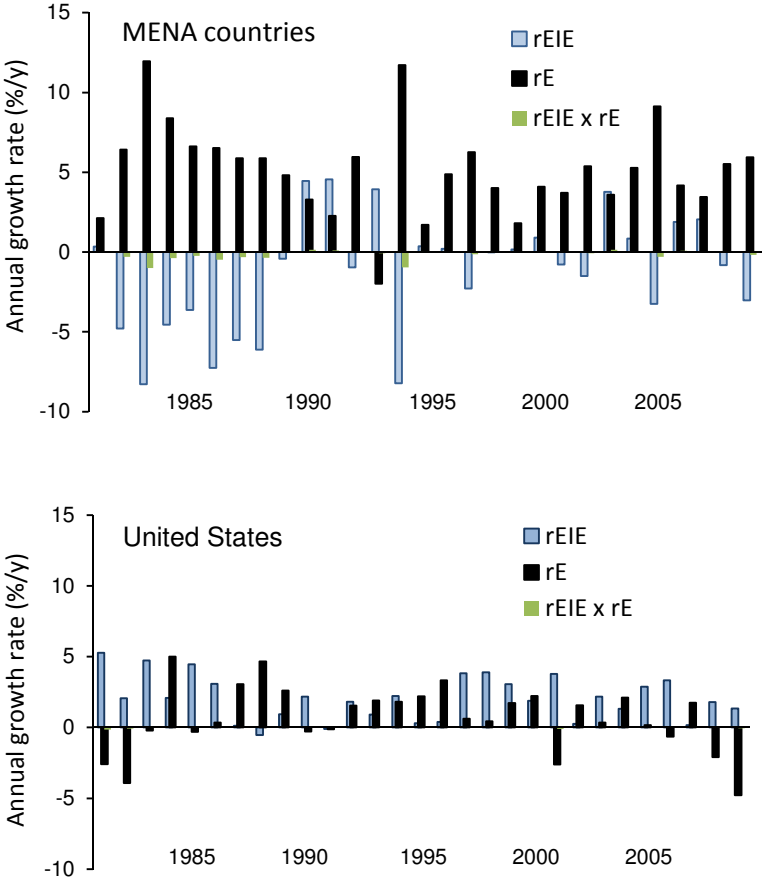 MENA countries
rEIE
rE
rEIE x rE
Annual growth rate (%/y)
15
10
5
0
-5
-10
1985 1990 1995 2000 2005
United States
rEIE
rE
rEIE x rE
Annual growth rate (%/y)
15
10
5
0
-5
-10
1985 1990 1995 2000 2005